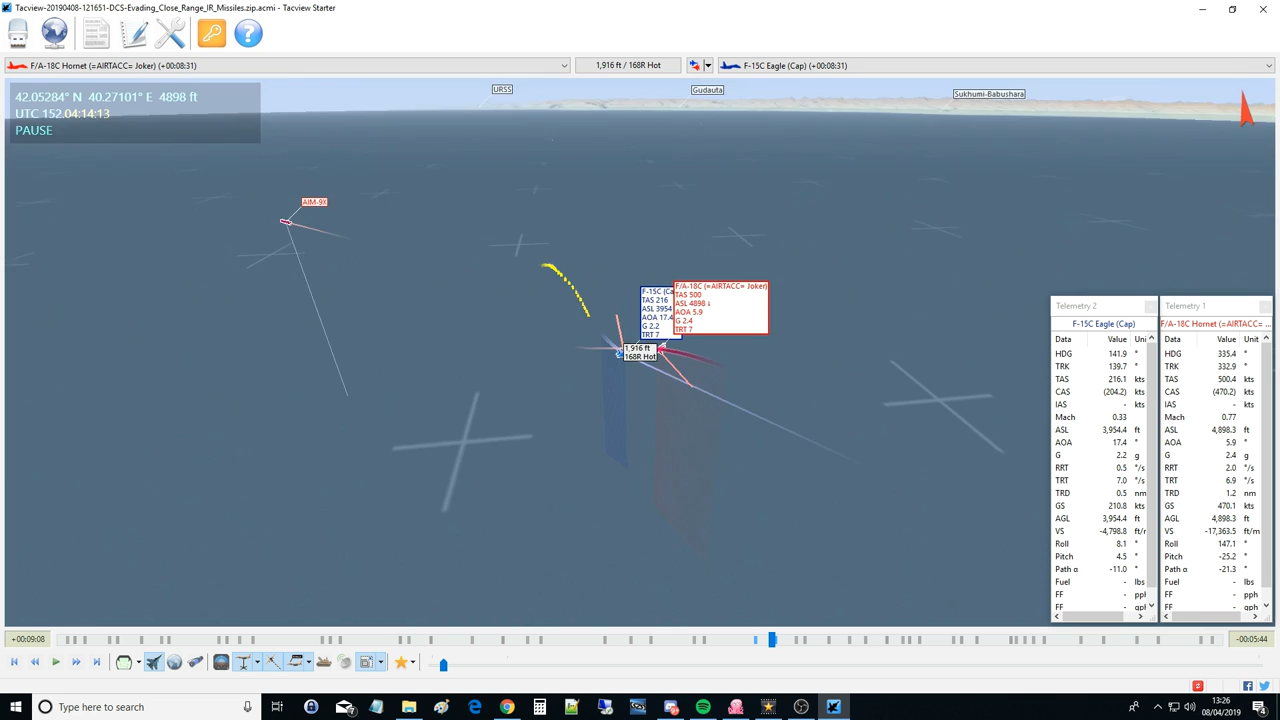 Tacview-20190408-121651-DCS-Evading_Close_Range_IR_Missiles.zip.acmi - Tacview Starter
F/A-18C Hornet (=AIRTACC= Joker) (+00:08:31)
1,916 ft / 168R Hot
F-15C Eagle (Cap) (+00:08:31)
42.05284° N  40.27101° E  4898 ft
UTC 152.04:14:13
PAUSE
URSS
Gudauta
Sukhumi-Babushara
AIM-9X
F-15C (Ca
TAS 216
ASL 3954
AOA 17.4
G 2.2
TRT 7
F/A-18C (=AIRTACC= Joker)
TAS 500
ASL 4898 ↓
AOA 5.9
G 2.4
TRT 7
1,916 ft
168R Hot
Telemetry 2
F-15C Eagle (Cap)
Data Value Uni
HDG 141.9 °
TRK 139.7 °
TAS 216.1 kts
CAS (204.2) kts
IAS - kts
Mach 0.33
ASL 3,954.4 ft
AOA 17.4 °
G 2.2 g
RRT 0.5 °/s
TRT 7.0 °/s
TRD 0.5 nm
GS 210.8 kts
AGL 3,954.4 ft
VS -4,798.8 ft/r
Roll 8.1 °
Pitch 4.5 °
Path α -11.0 °
Fuel - lbs
FF - ppl
FF - gpl
Telemetry 1
F/A-18C Hornet (=AIRTACC= ...
Data Value Unit
HDG 335.4 °
TRK 332.9 °
TAS 500.4 kts
CAS (470.2) kts
IAS - kts
Mach 0.77
ASL 4,898.3 ft
AOA 5.9 °
G 2.4 g
RRT 2.0 °/s
TRT 6.9 °/s
TRD 1.2 nm
GS 470.1 kts
AGL 4,898.3 ft
VS -17,363.5 ft/m
Roll 147.1 °
Pitch -25.2 °
Path α -21.3 °
Fuel - lbs
FF - pph
FF - gph
+00:09:08
-00:05:44
Type here to search
13:26
08/04/2019